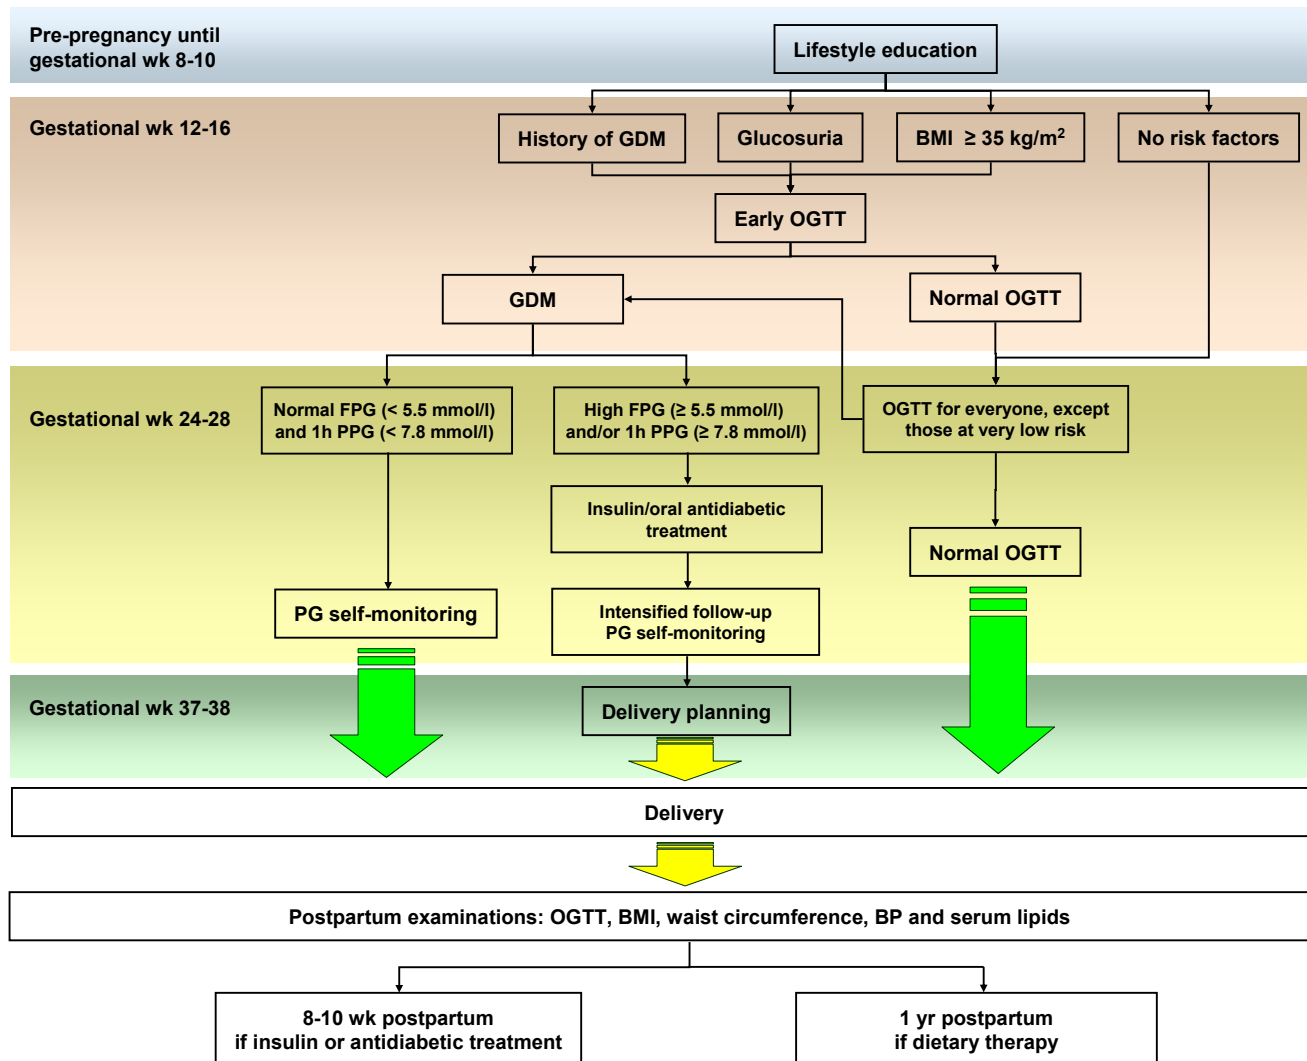 Pre-pregnancy until
gestational wk 8-10
Lifestyle education
Gestational wk 12-16
History of GDM
Glucosuria
BMI ≥ 35 kg/m²
No risk factors
Early OGTT
GDM
Normal OGTT
Gestational wk 24-28
Normal FPG (< 5.5 mmol/l)
and 1h PPG (< 7.8 mmol/l)
High FPG (≥ 5.5 mmol/l)
and/or 1h PPG (≥ 7.8 mmol/l)
OGTT for everyone, except
those at very low risk
Insulin/oral antidiabetic
treatment
Normal OGTT
PG self-monitoring
Intensified follow-up
PG self-monitoring
Gestational wk 37-38
Delivery planning
Delivery
Postpartum examinations: OGTT, BMI, waist circumference, BP and serum lipids
8-10 wk postpartum
if insulin or antidiabetic treatment
1 yr postpartum
if dietary therapy